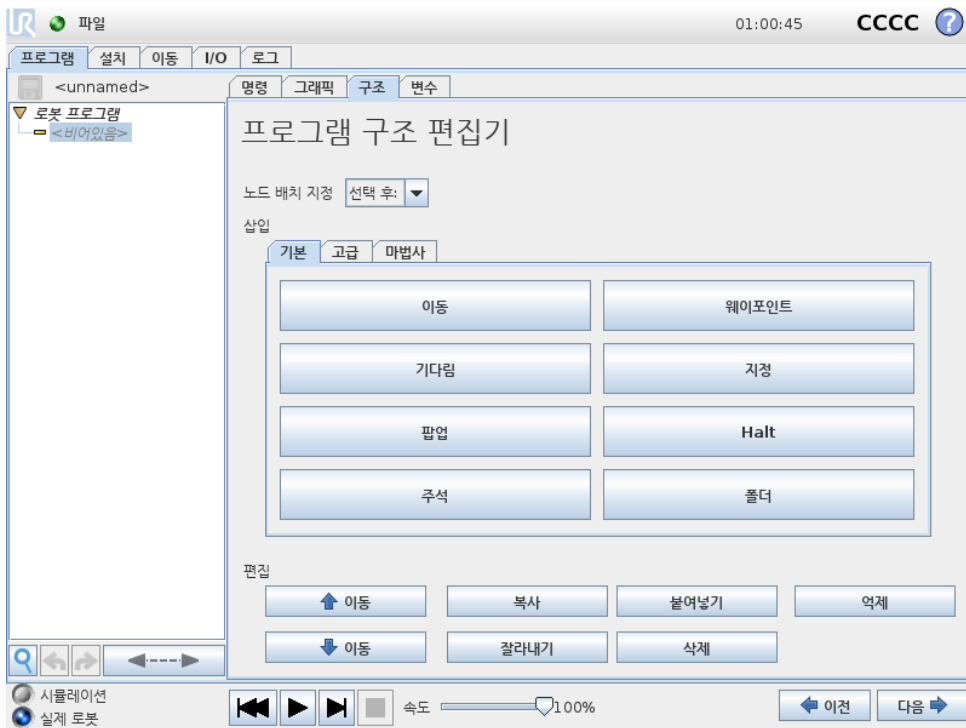 UR 파일 01:00:45 CCCC ?
프로그램 설치 이동 I/O 로그
<unnamed> 명령 그래픽 구조 변수
로봇 프로그램
<비어있음>
프로그램 구조 편집기
노드 배치 지정 선택 후:
삽입
기본 고급 마법사
이동 웨이포인트
기다림 지정
팝업 Halt
주석 폴더
편집
이동 복사 붙여넣기 억제
이동 잘라내기 삭제
시뮬레이션
실제 로봇
속도 100% 이전 다음